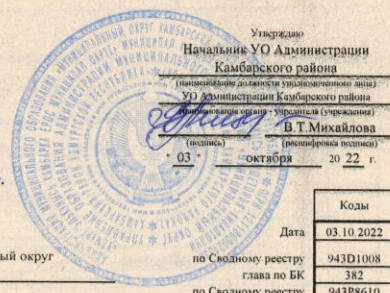 Утверждаю
Начальник УО Администрации
Камбарского района
(наименование должности уполномоченного лица)
УО Администрации Камбарского района
(наименование органа - учредителя (учреждения)
В.Т.Михайлова
(подпись) (расшифровка подписи)
" 03 " октября 20 22 г.
Коды
Дата 03.10.2022
ый округ по Сводному реестру 943D1008
глава по БК 382
по Сводному реестру 943P8610